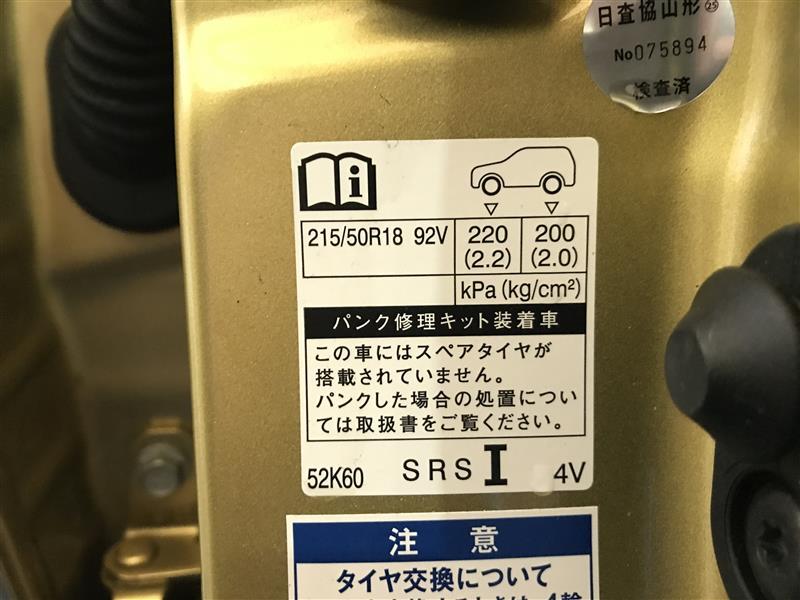 日査協山形㉕
No075894
検査済
215/50R18 92V 220 200
(2.2) (2.0)
kPa(kg/cm²)
パンク修理キット装着車
この車にはスペアタイヤが
搭載されていません。
パンクした場合の処置につい
ては取扱書をご覧ください。
52K60 SRS I 4V
注意
タイヤ交換について